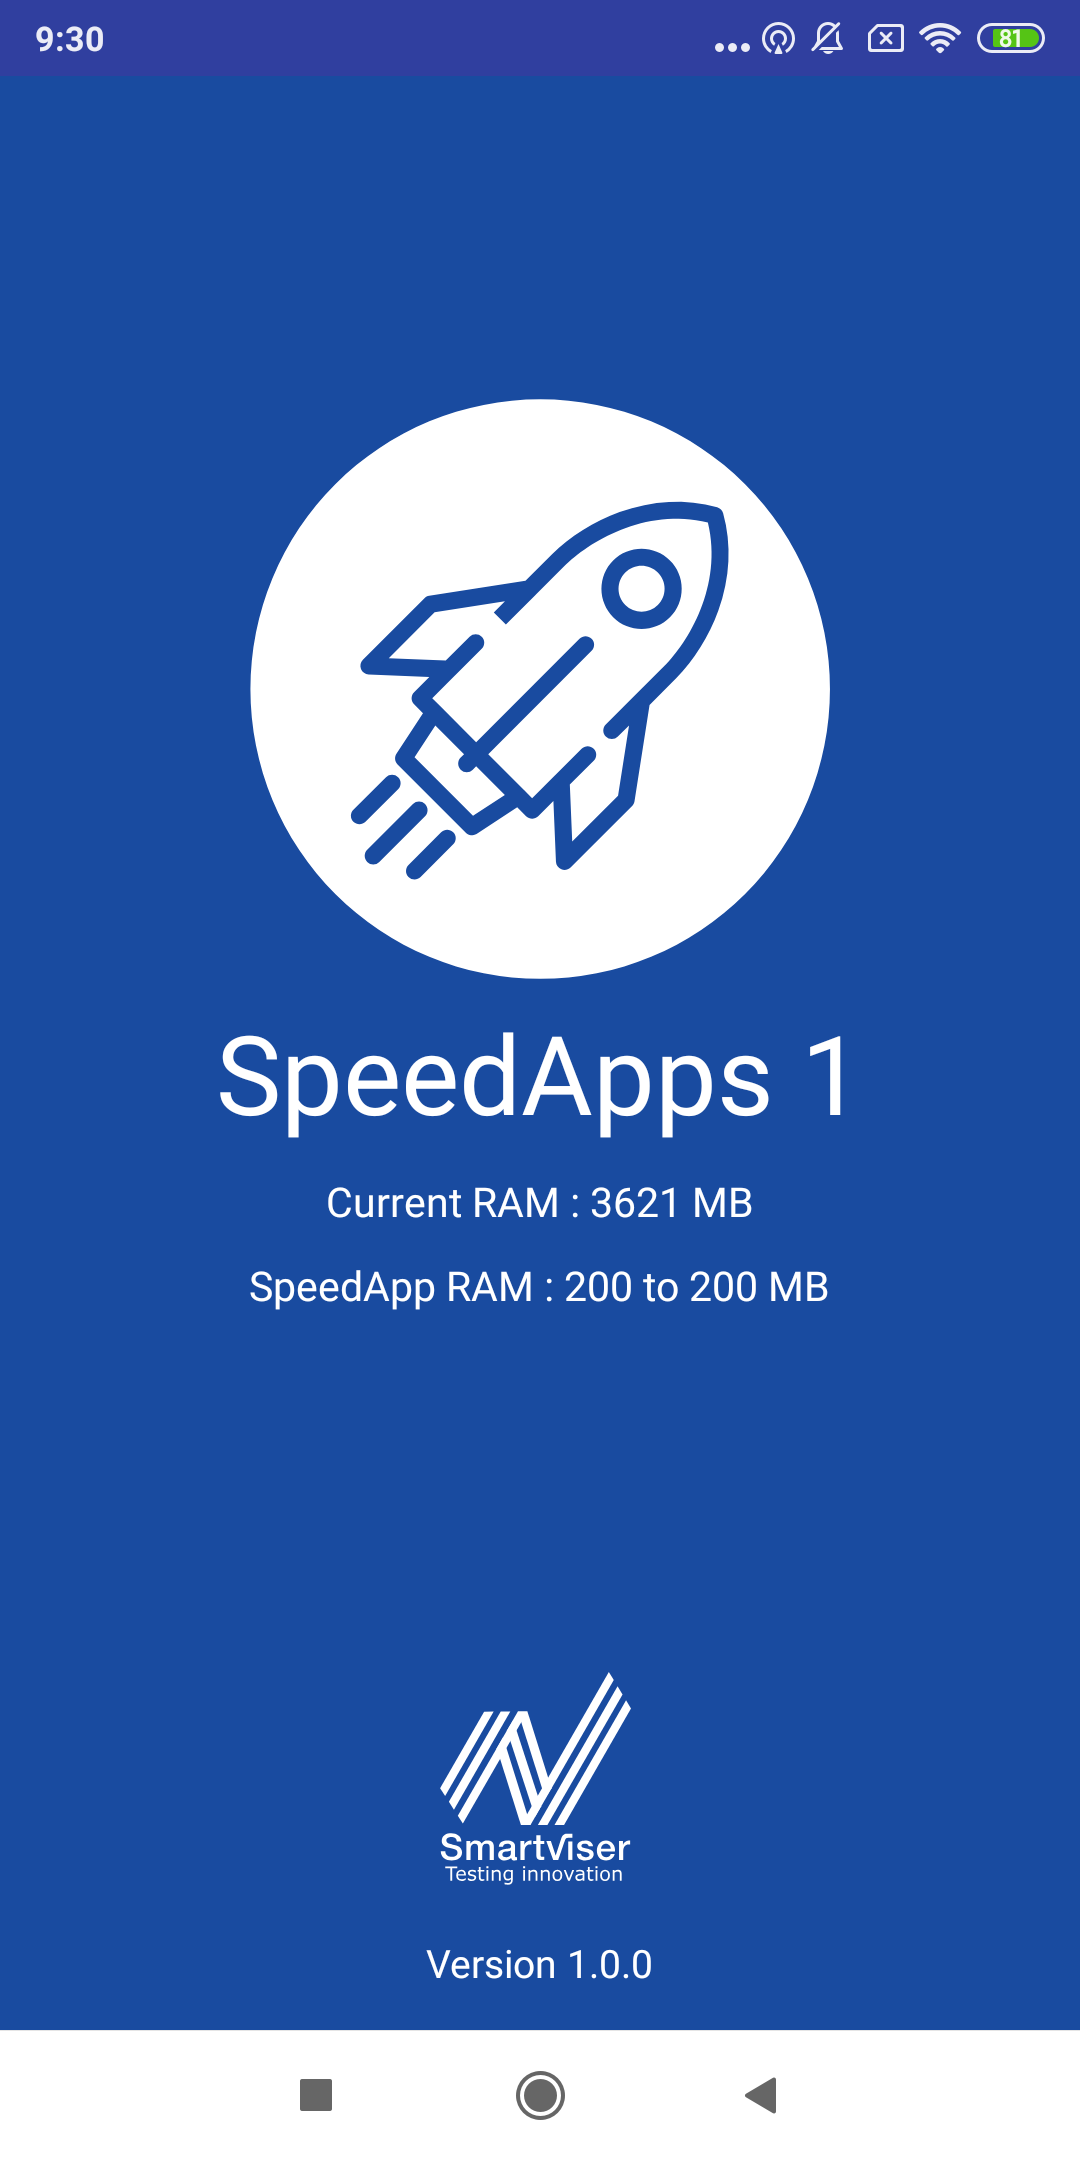 9:30
81
SpeedApps 1
Current RAM : 3621 MB
SpeedApp RAM : 200 to 200 MB
Smartviser
Testing innovation
Version 1.0.0